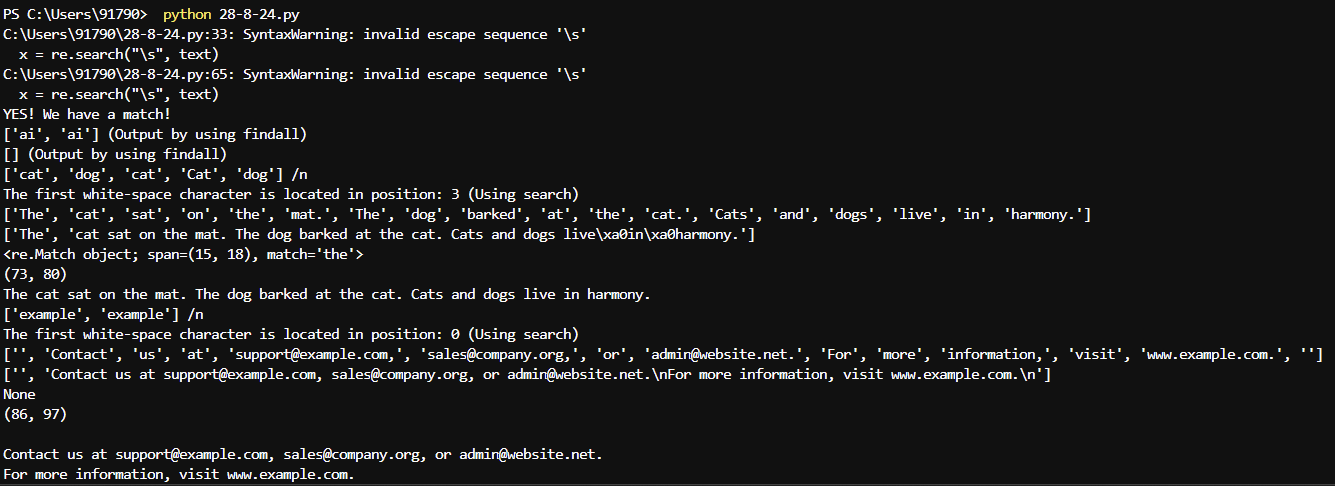 PS C:\Users\91790>  python 28-8-24.py
C:\Users\91790\28-8-24.py:33: SyntaxWarning: invalid escape sequence '\s'
  x = re.search("\s", text)
C:\Users\91790\28-8-24.py:65: SyntaxWarning: invalid escape sequence '\s'
  x = re.search("\s", text)
YES! We have a match!
['ai', 'ai'] (Output by using findall)
[] (Output by using findall)
['cat', 'dog', 'cat', 'Cat', 'dog'] /n
The first white-space character is located in position: 3 (Using search)
['The', 'cat', 'sat', 'on', 'the', 'mat.', 'The', 'dog', 'barked', 'at', 'the', 'cat.', 'Cats', 'and', 'dogs', 'live', 'in', 'harmony.']
['The', 'cat sat on the mat. The dog barked at the cat. Cats and dogs live\xa0in\xa0harmony.']
<re.Match object; span=(15, 18), match='the'>
(73, 80)
The cat sat on the mat. The dog barked at the cat. Cats and dogs live in harmony.
['example', 'example'] /n
The first white-space character is located in position: 0 (Using search)
['', 'Contact', 'us', 'at', 'support@example.com,', 'sales@company.org,', 'or', 'admin@website.net.', 'For', 'more', 'information,', 'visit', 'www.example.com.', '']
['', 'Contact us at support@example.com, sales@company.org, or admin@website.net.\nFor more information, visit www.example.com.\n']
None
(86, 97)

Contact us at support@example.com, sales@company.org, or admin@website.net.
For more information, visit www.example.com.